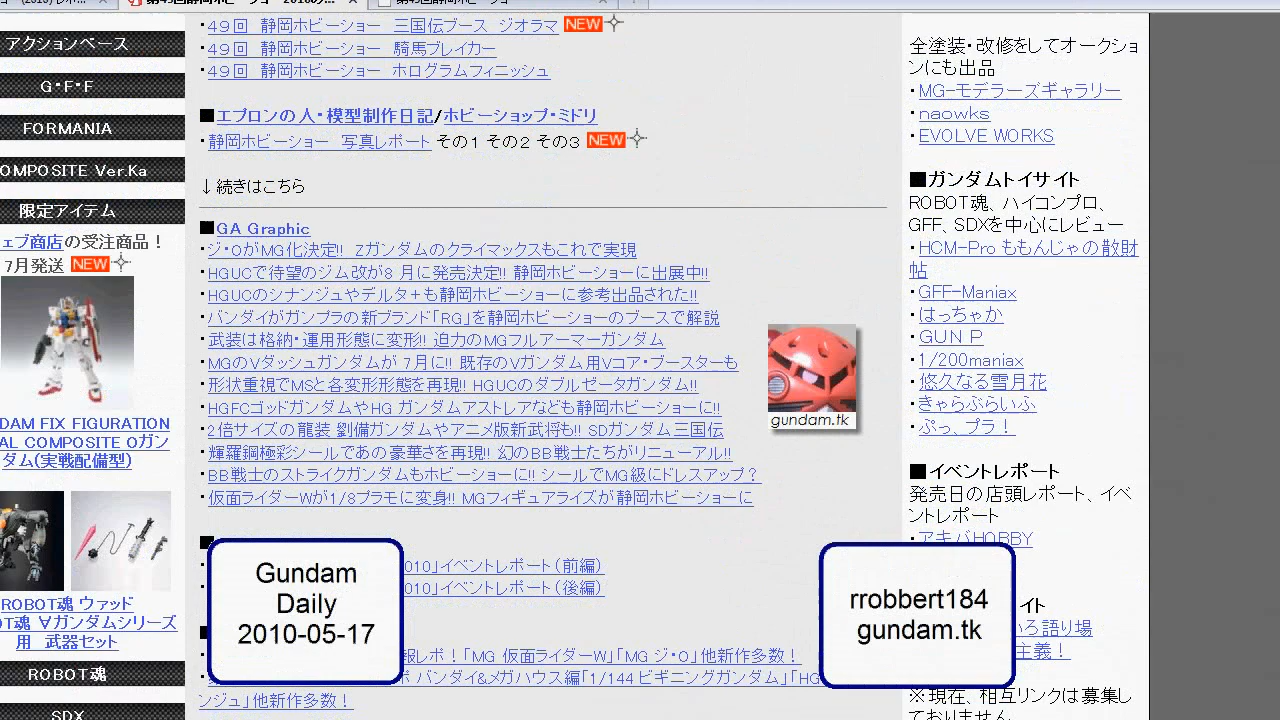 第49回静岡ホビーショー
アクションベース
G・F・F
FORMANIA
OMPOSITE Ver.Ka
限定アイテム
ェブ商店の受注商品！
7月発送 NEW
DAM FIX FIGURATION
AL COMPOSITE Oガン
ダム(実戦配備型)
ROBOT魂 ウァッド
OT魂 ∀ガンダムシリーズ
用　武器セット
ROBOT魂
SDX
・49回　静岡ホビーショー　三国伝ブース　ジオラマ NEW
・49回　静岡ホビーショー　騎馬ブレイカー
・49回　静岡ホビーショー　ホログラムフィニッシュ
■エプロンの人・模型制作日記/ホビーショップ・ミドリ
・静岡ホビーショー　写真レポート その1 その2 その3 NEW
↓続きはこちら
■GA Graphic
・ジ・OがMG化決定!!　Zガンダムのクライマックスもこれで実現
・HGUCで待望のジム改が8 月に発売決定!! 静岡ホビーショーに出展中!!
・HGUCのシナンジュやデルタ+も静岡ホビーショーに参考出品された!!
・バンダイがガンプラの新ブランド「RG」を静岡ホビーショーのブースで解説
・武装は格納・運用形態に変形!! 迫力のMGフルアーマーガンダム
・MGのVダッシュガンダムが７月に!! 既存のVガンダム用Vコア・ブースターも
・形状重視でMSと各変形形態を再現!! HGUCのダブルゼータガンダム!!
・HGFCゴッドガンダムやHG ガンダムアストレアなども静岡ホビーショーに!!
・2倍サイズの龍装 劉備ガンダムやアニメ版新武将も!! SDガンダム三国伝
・輝羅鋼極彩シールであの豪華さを再現!! 幻のBB戦士たちがリニューアル!!
・BB戦士のストライクガンダムもホビーショーに!! シールでMG級にドレスアップ？
・仮面ライダーWが1/8プラモに変身!! MGフィギュアライズが静岡ホビーショーに
gundam.tk
010」イベントレポート（前編）
010」イベントレポート（後編）
報レポ！「MG 仮面ライダーW」「MG ジ・O」他新作多数！
ポ バンダイ&メガハウス編「1/144 ビギニングガンダム」「HG
ンジュ」他新作多数！
Gundam
Daily
2010-05-17
全塗装・改修をしてオークショ
ンにも出品
・MG-モデラーズギャラリー
・naowks
・EVOLVE WORKS
■ガンダムトイサイト
ROBOT魂、ハイコンプロ、
GFF、SDXを中心にレビュー
・HCM-Pro ももんじゃの散財
帖
・GFF-Maniax
・はっちゃか
・GUN P
・1/200maniax
・悠久なる雪月花
・きゃらぷらいふ
・ぷっ、プラ！
■イベントレポート
発売日の店頭レポート、イベ
ントレポート
・アキバHOBBY
イト
いろ語り場
主義！
※現在、相互リンクは募集し
ておりません
rrobbert184
gundam.tk